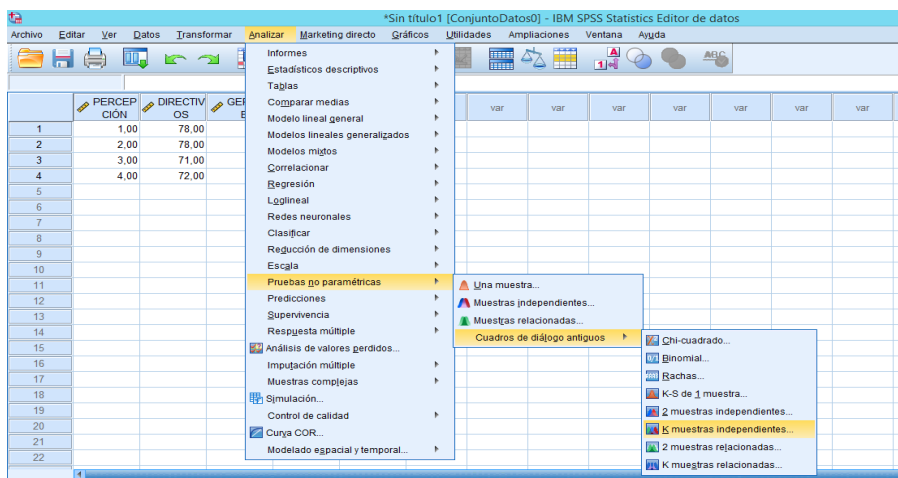 *Sin título1 [ConjuntoDatos0] - IBM SPSS Statistics Editor de datos
Archivo Editar Ver Datos Transformar Analizar Marketing directo Gráficos Utilidades Ampliaciones Ventana Ayuda
PERCEPCIÓN DIRECTIVOS var var var var var var
1 1,00 78,00
2 2,00 78,00
3 3,00 71,00
4 4,00 72,00
5
6
7
8
9
10
11
12
13
14
15
16
17
18
19
20
21
22
Informes
Estadísticos descriptivos
Tablas
Comparar medias
Modelo lineal general
Modelos lineales generalizados
Modelos mixtos
Correlacionar
Regresión
Loglineal
Redes neuronales
Clasificar
Reducción de dimensiones
Escala
Pruebas no paramétricas
Predicciones
Supervivencia
Respuesta múltiple
Análisis de valores perdidos...
Imputación múltiple
Muestras complejas
Simulación...
Control de calidad
Curva COR...
Modelado espacial y temporal...
Una muestra...
Muestras independientes...
Muestras relacionadas...
Cuadros de diálogo antiguos
Chi-cuadrado...
Binomial...
Rachas...
K-S de 1 muestra...
2 muestras independientes...
K muestras independientes...
2 muestras relacionadas...
K muestras relacionadas...